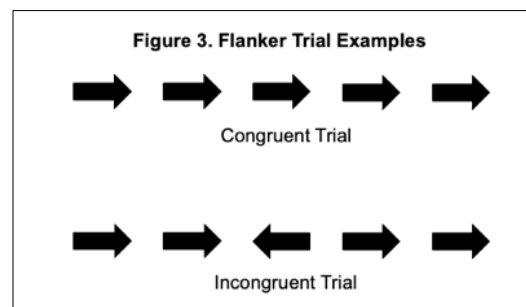 Figure 3. Flanker Trial Examples
Congruent Trial
Incongruent Trial